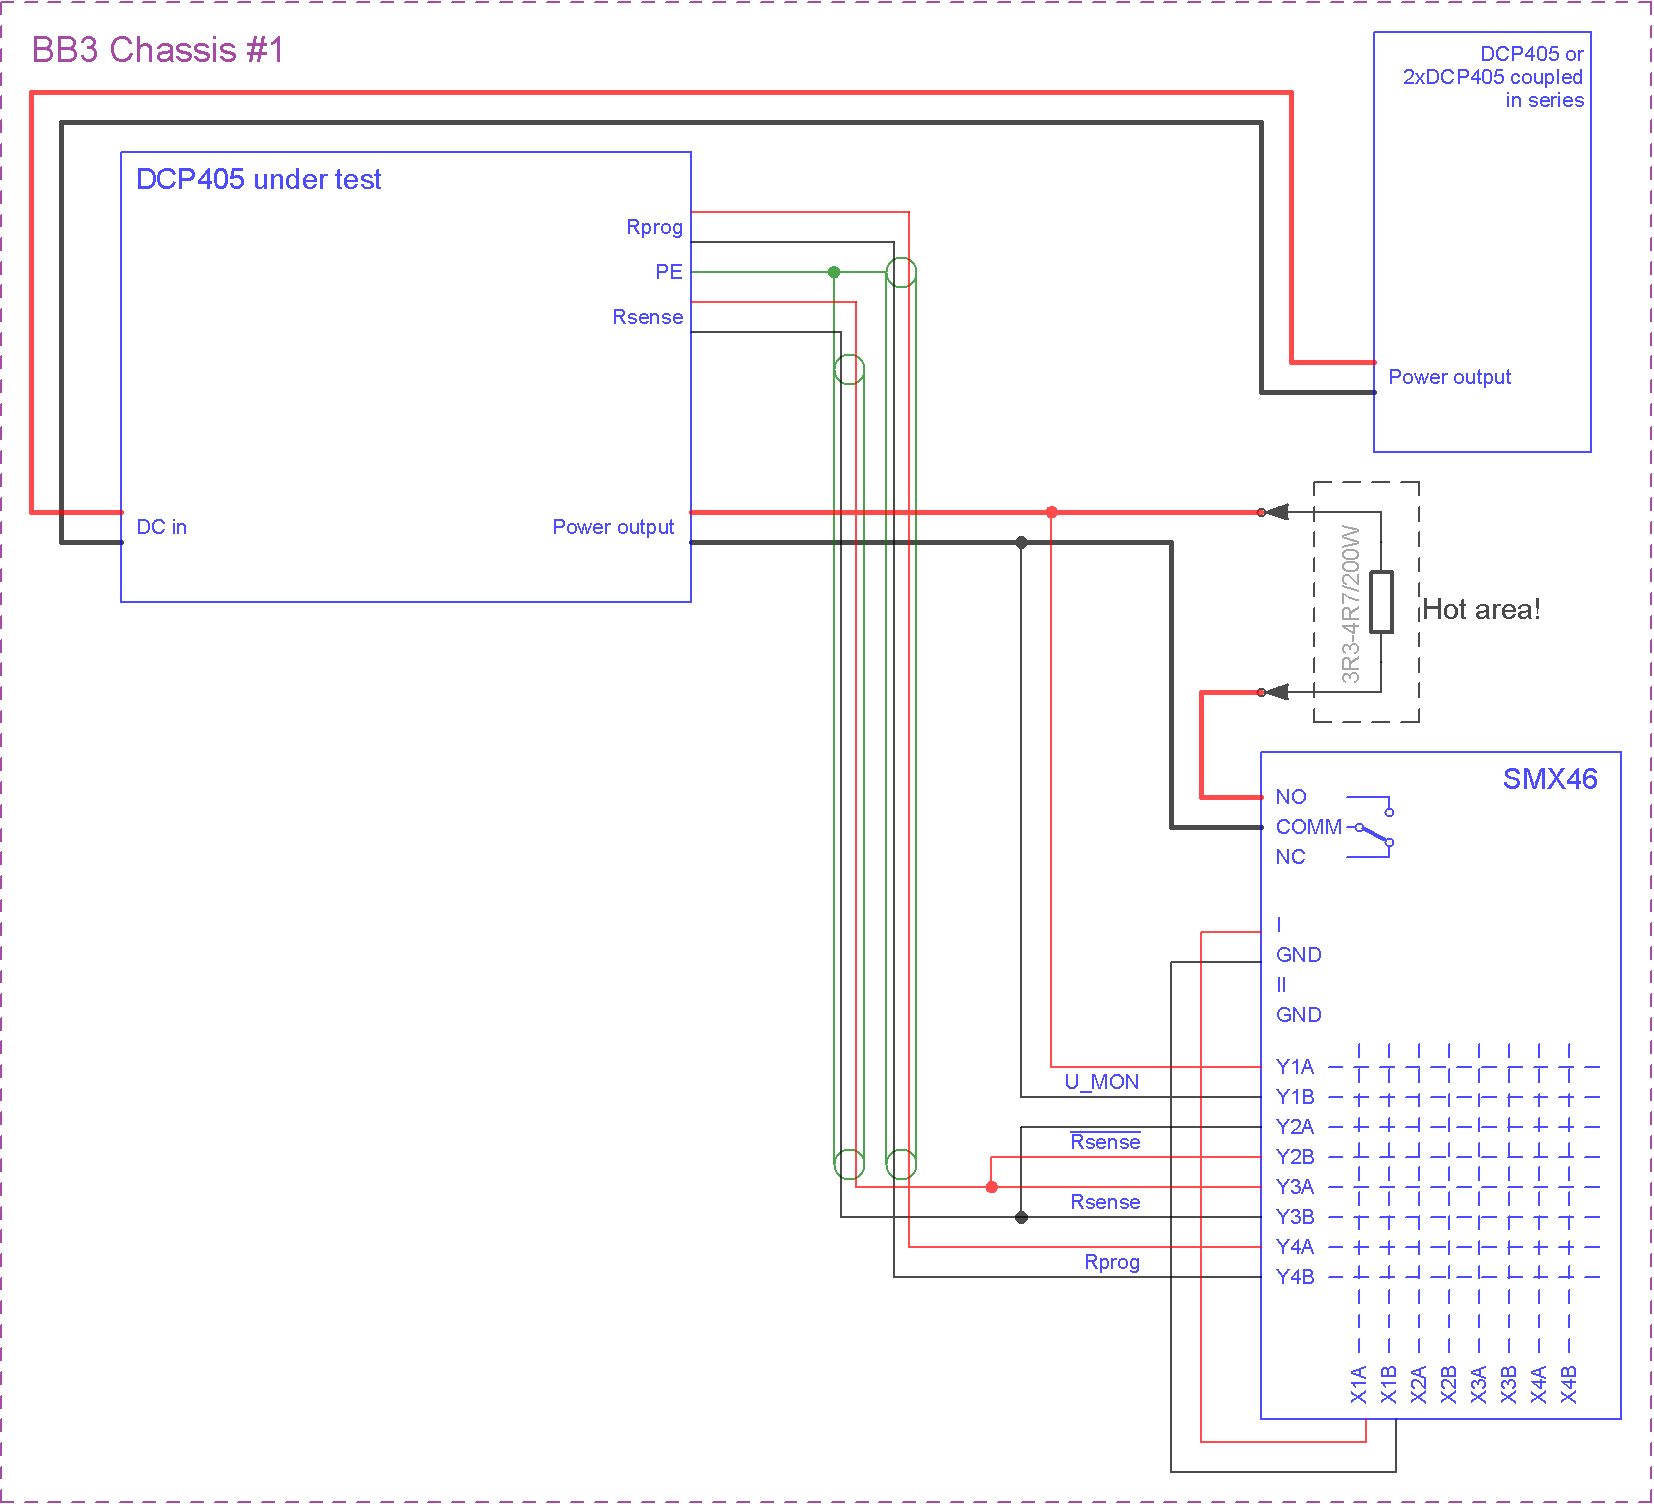 BB3 Chassis #1
DCP405 or
2xDCP405 coupled
in series
Power output
DCP405 under test
Rprog
PE
Rsense
DC in
Power output
3R3-4R7/200W
Hot area!
SMX46
NO
COMM
NC
I
GND
II
GND
Y1A
U_MON
Y1B
Y2A
Rsense
Y2B
Y3A
Rsense
Y3B
Y4A
Rprog
Y4B
X1A
X1B
X2A
X2B
X3A
X3B
X4A
X4B